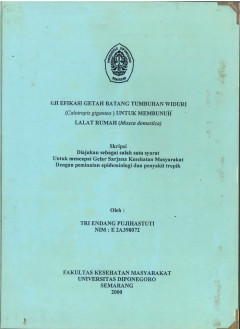 UJI EFIKASI GETAH BATANG TUMBUHAN WIDURI
(Calotropis gigantea ) UNTUK MEMBUNUH
LALAT RUMAH (Musca domestica)
Skripsi
Diajukan sebagai salah satu syarat
Untuk mencapai Gelar Sarjana Kesehatan Masyarakat
Dengan peminatan epidemiologi dan penyakit tropik
Oleh :
TRI ENDANG PUJIHASTUTI
NIM : E 2A398072
FAKULTAS KESEHATAN MASYARAKAT
UNIVERSITAS DIPONEGORO
SEMARANG
2000